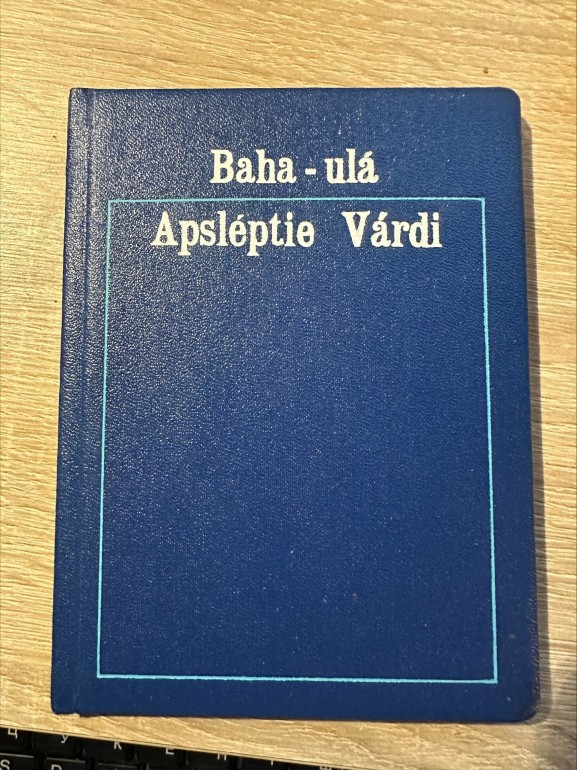 Baha - ulá
Apsléptie Várdi